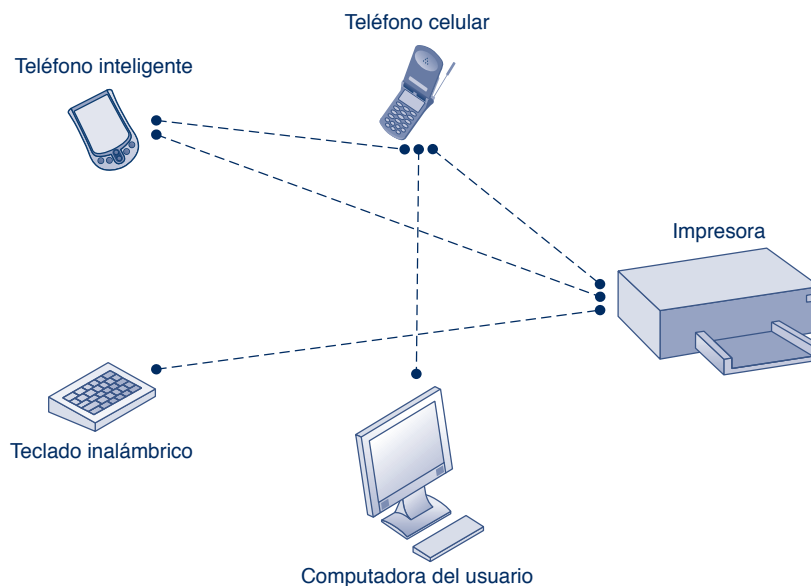 Teléfono celular
Teléfono inteligente
Impresora
Teclado inalámbrico
Computadora del usuario